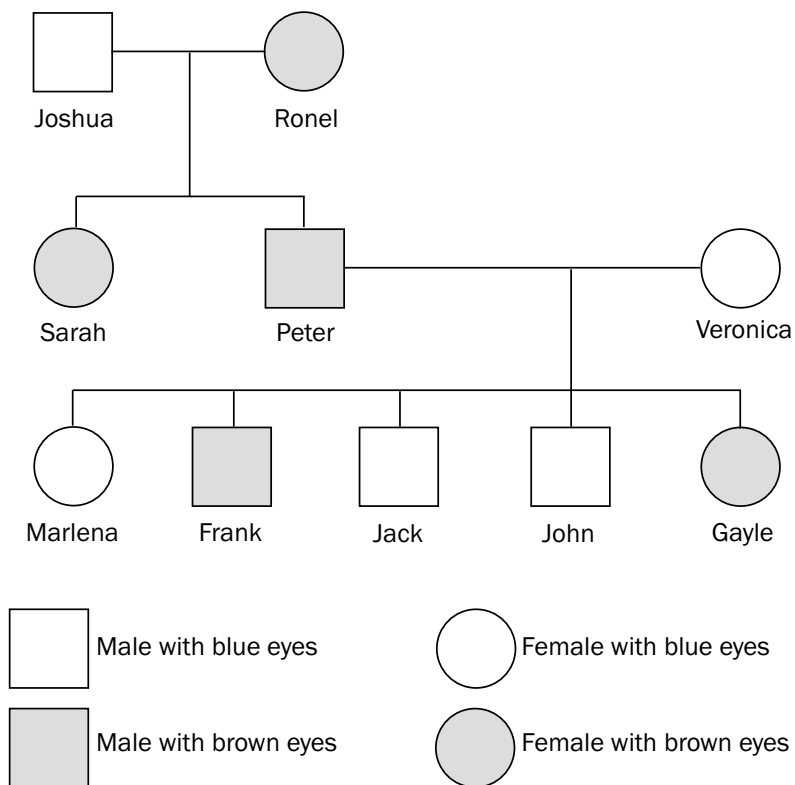 Joshua Ronel
Sarah Peter Veronica
Marlena Frank Jack John Gayle
Male with blue eyes Female with blue eyes
Male with brown eyes Female with brown eyes